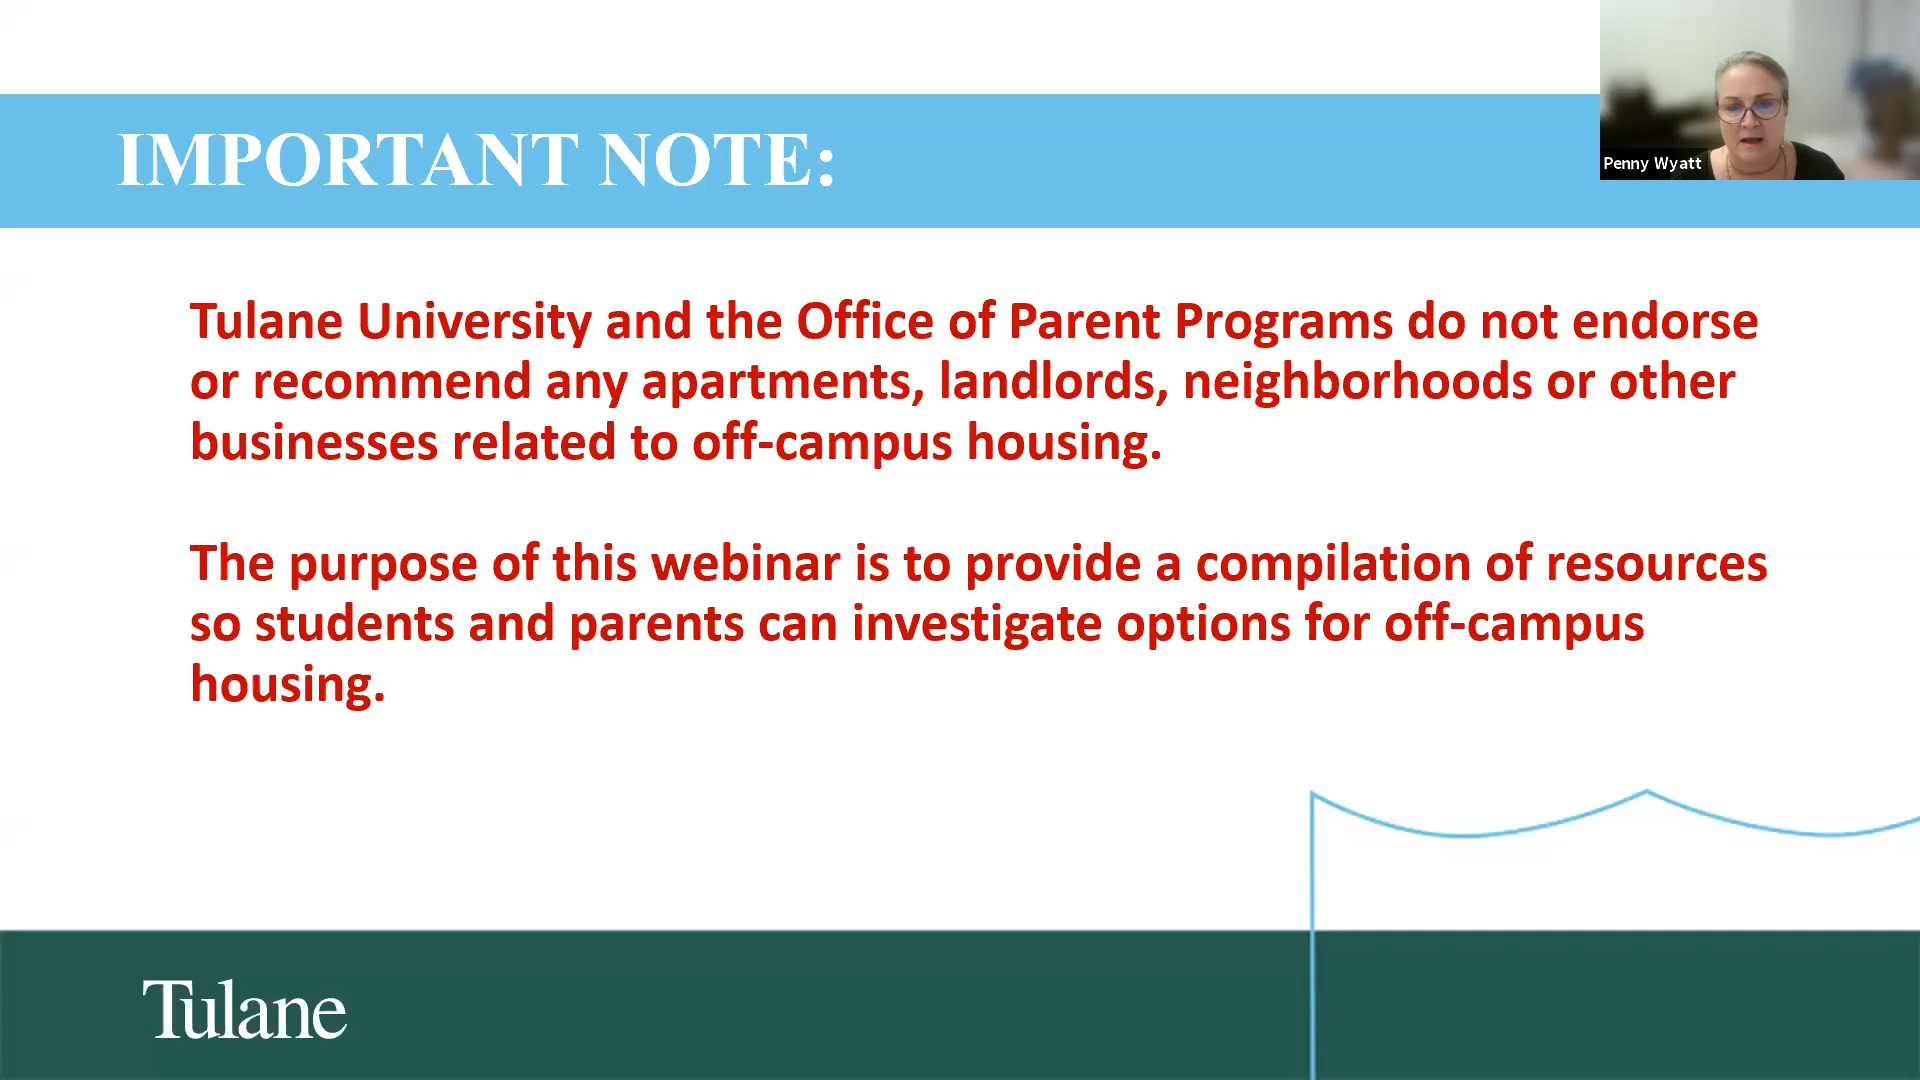 IMPORTANT NOTE:
Penny Wyatt
Tulane University and the Office of Parent Programs do not endorse
or recommend any apartments, landlords, neighborhoods or other
businesses related to off-campus housing.
The purpose of this webinar is to provide a compilation of resources
so students and parents can investigate options for off-campus
housing.
Tulane